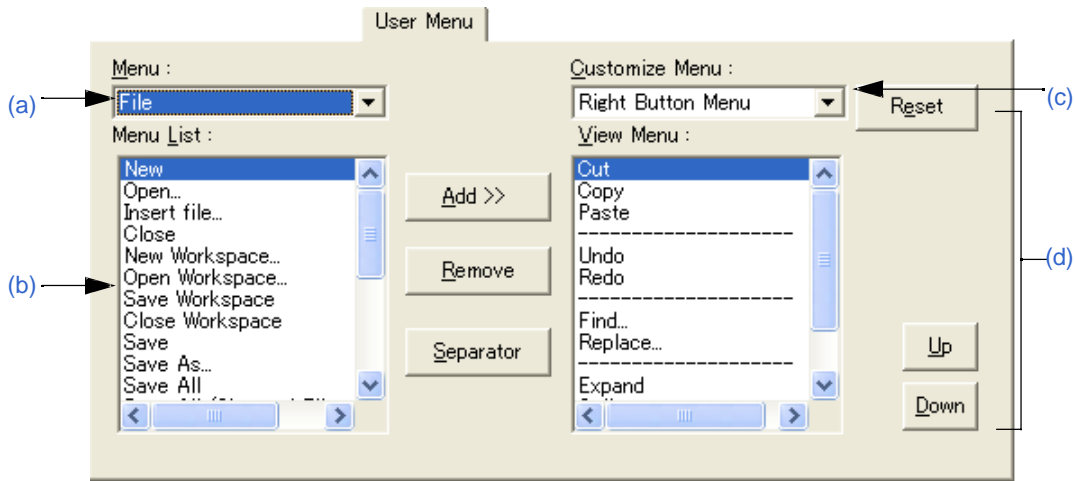 User Menu
Menu :
Customize Menu :
(a)
File
Right Button Menu
(c)
Reset
Menu List :
View Menu :
New
Open...
Insert file...
Close
New Workspace...
Open Workspace...
Save Workspace
Close Workspace
Save
Save As...
Save All
(b)
Add >>
Remove
Separator
Cut
Copy
Paste
----------------------
Undo
Redo
----------------------
Find...
Replace...
----------------------
Expand
(d)
Up
Down